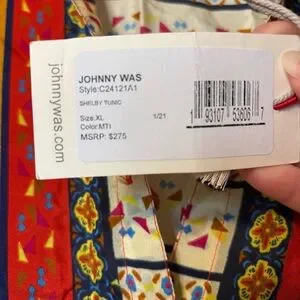 johnnywas.com
JOHNNY WAS
Style:C24121A1
SHELBY TUNIC
Size:XL 1/21
Color:MTI
MSRP: $275
1 93107 53606 7